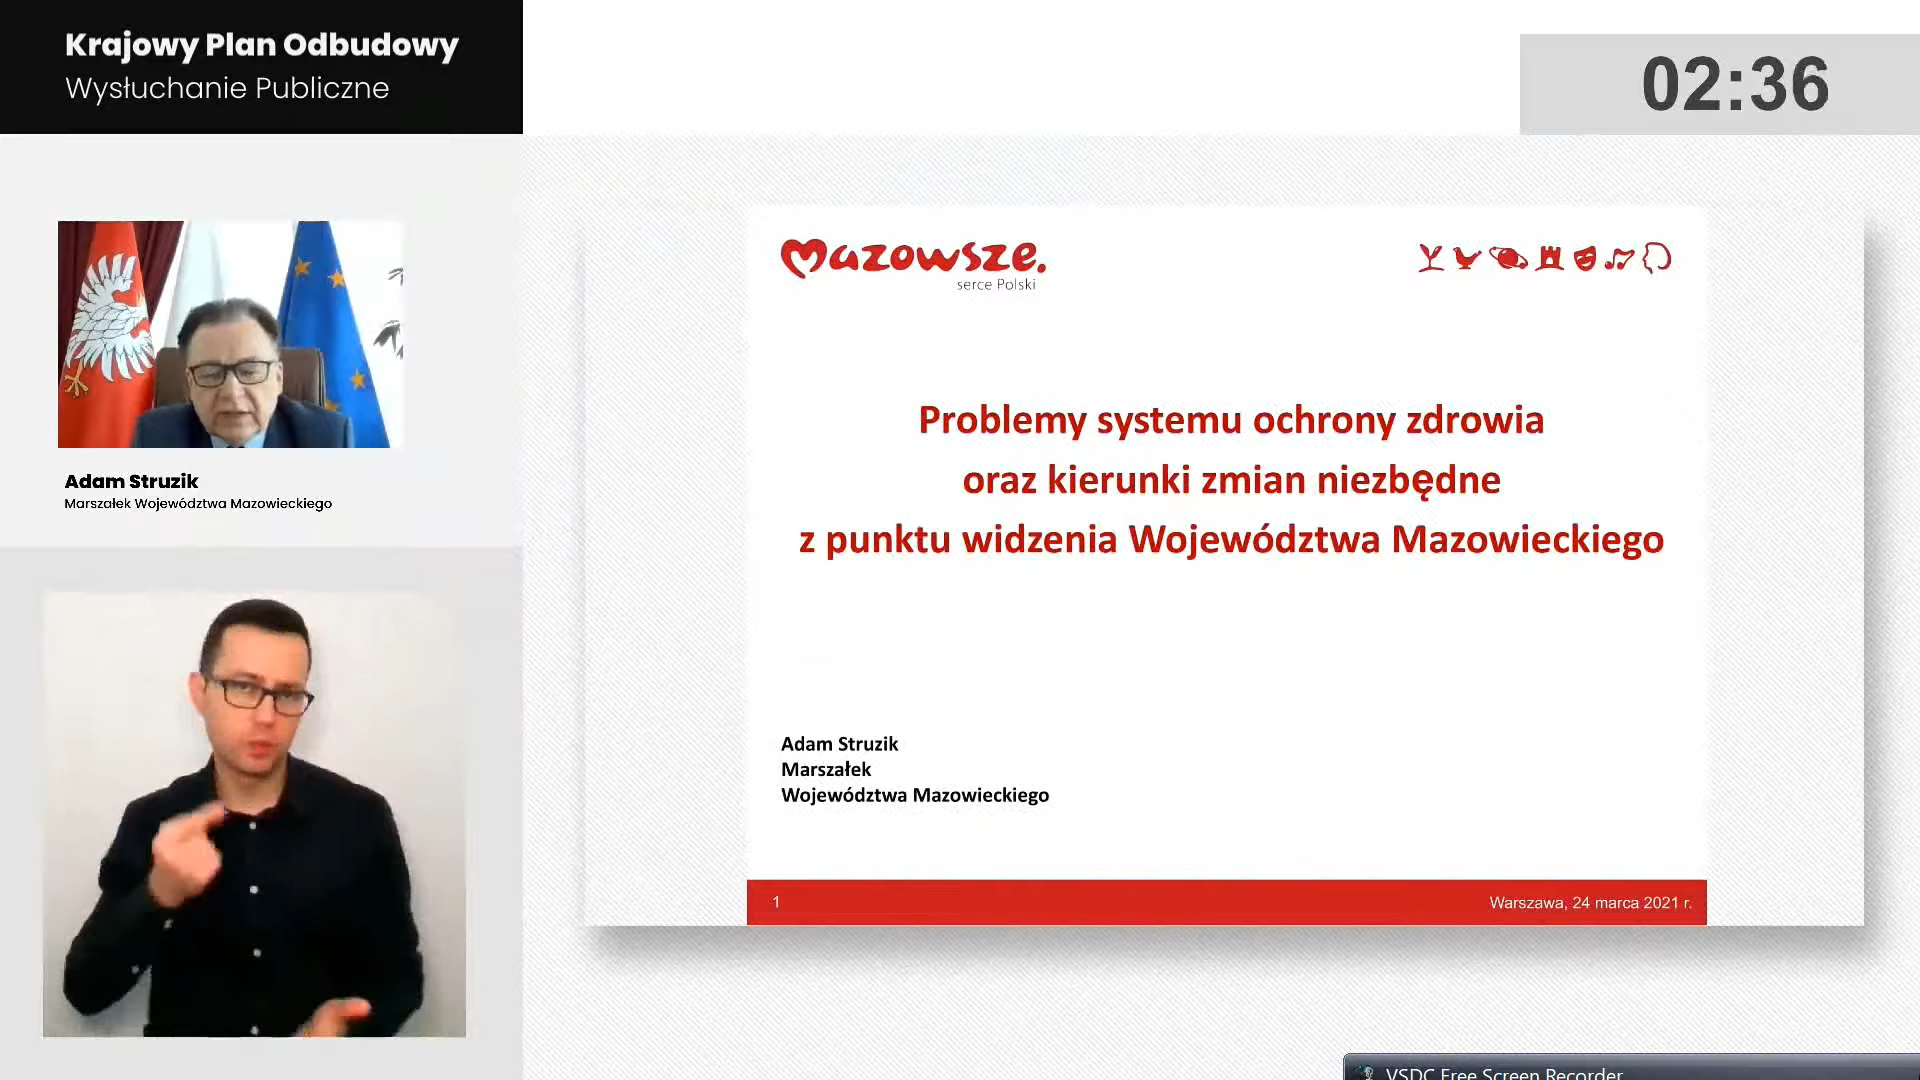 Krajowy Plan Odbudowy
Wysłuchanie Publiczne
02:36
Adam Struzik
Marszałek Województwa Mazowieckiego
mazowsze.
serce Polski
Problemy systemu ochrony zdrowia
oraz kierunki zmian niezbędne
z punktu widzenia Województwa Mazowieckiego
Adam Struzik
Marszałek
Województwa Mazowieckiego
1
Warszawa, 24 marca 2021 r.
VSDC Free Screen Recorder